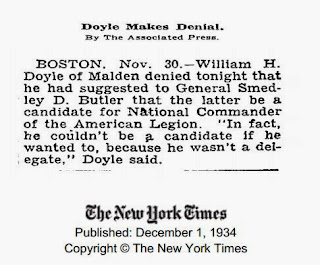 Doyle Makes Denial.
By The Associated Press.
BOSTON, Nov. 30.—William H.
Doyle of Malden denied tonight that
he had suggested to General Smed-
ley D. Butler that the latter be a
candidate for National Commander
of the American Legion. "In fact,
he couldn't be a candidate if he
wanted to, because he wasn't a del-
egate," Doyle said.
The New York Times
Published: December 1, 1934
Copyright © The New York Times